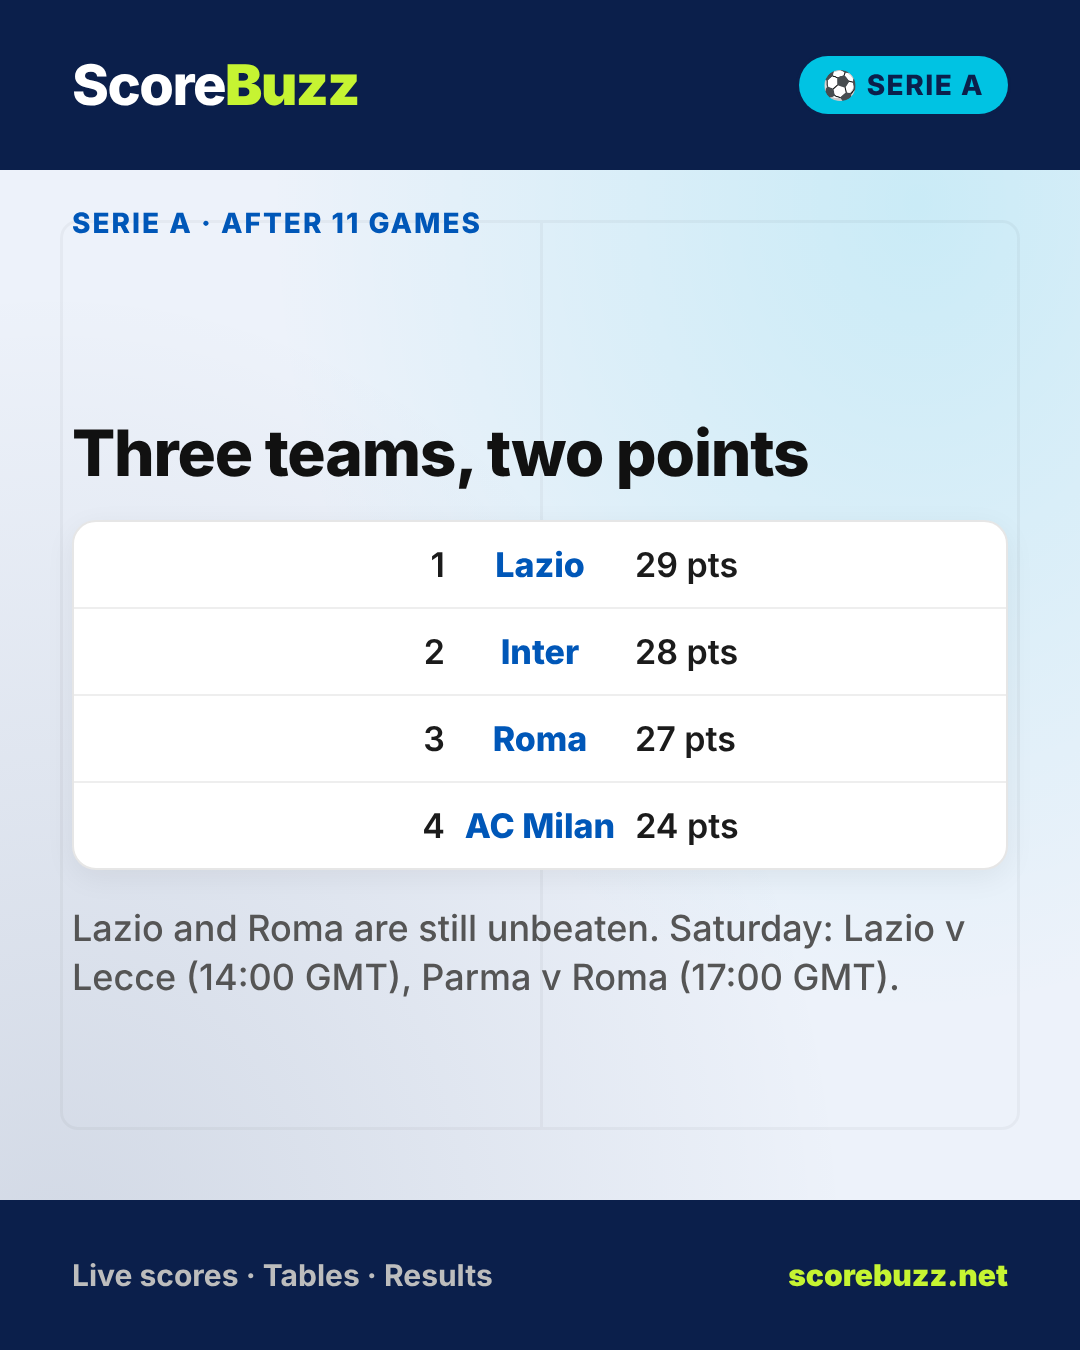 ScoreBuzz
⚽ SERIE A
SERIE A · AFTER 11 GAMES
Three teams, two points
1 Lazio 29 pts
2 Inter 28 pts
3 Roma 27 pts
4 AC Milan 24 pts
Lazio and Roma are still unbeaten. Saturday: Lazio v
Lecce (14:00 GMT), Parma v Roma (17:00 GMT).
Live scores · Tables · Results
scorebuzz.net